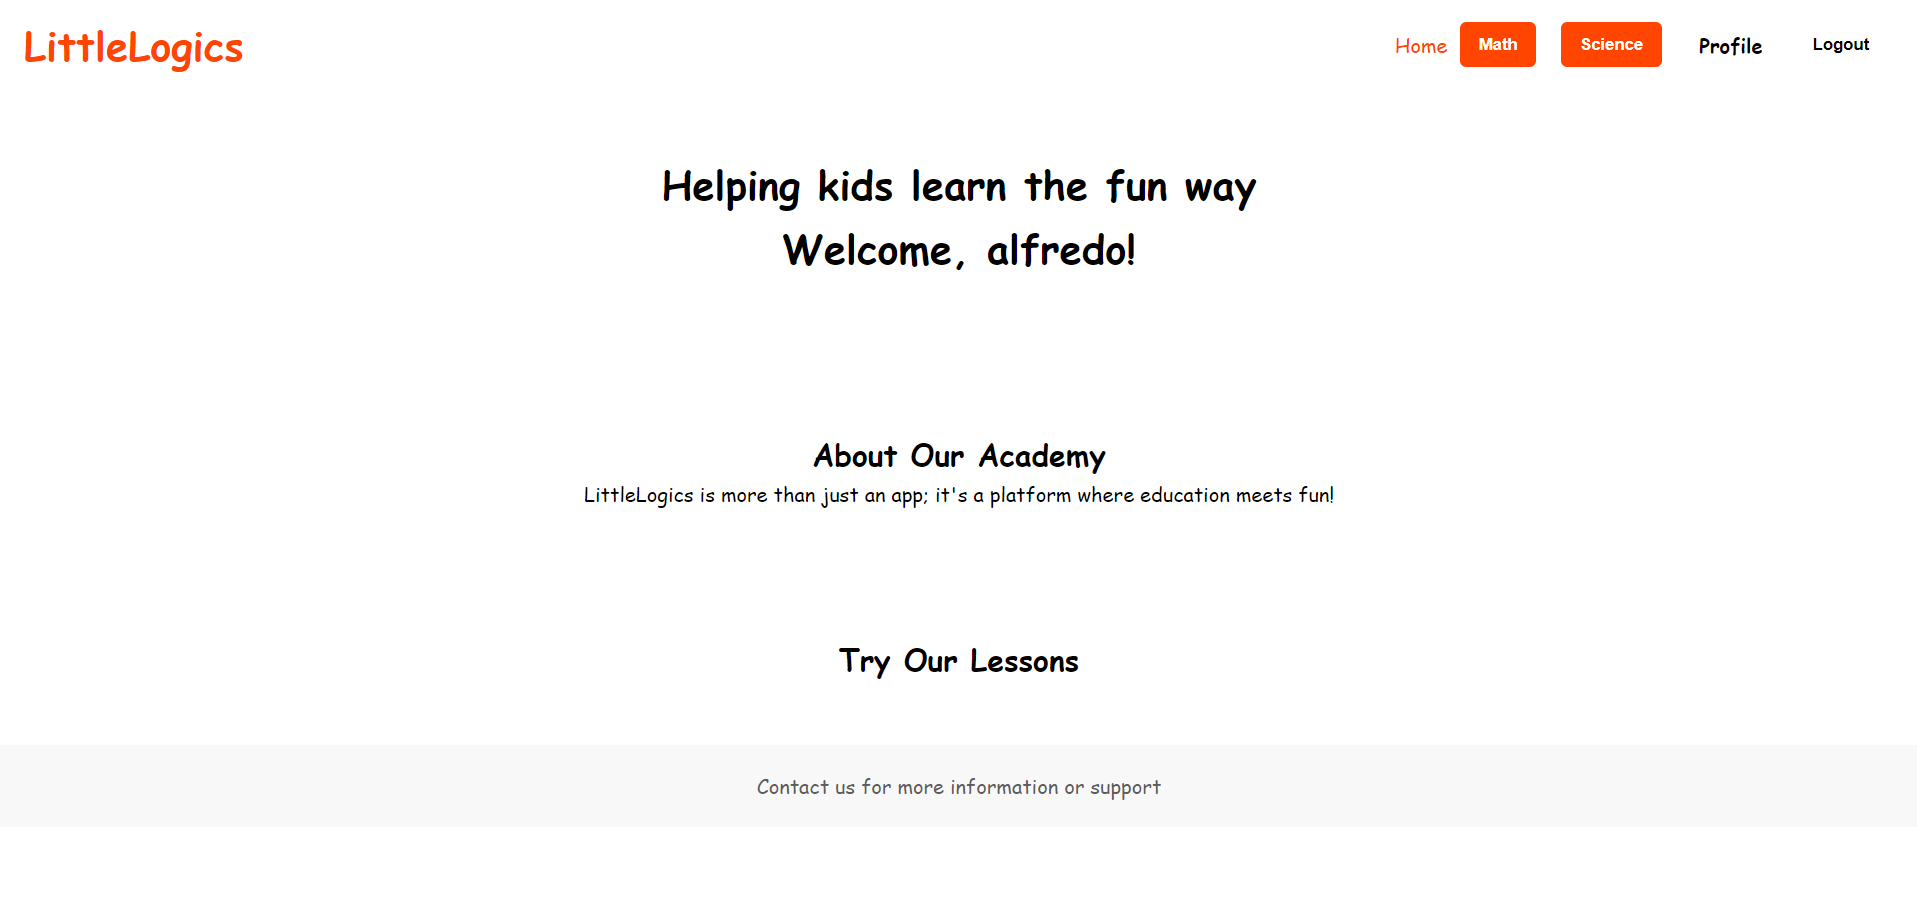 LittleLogics
Home Math Science Profile Logout
Helping kids learn the fun way
Welcome, alfredo!
About Our Academy
LittleLogics is more than just an app; it's a platform where education meets fun!
Try Our Lessons
Contact us for more information or support